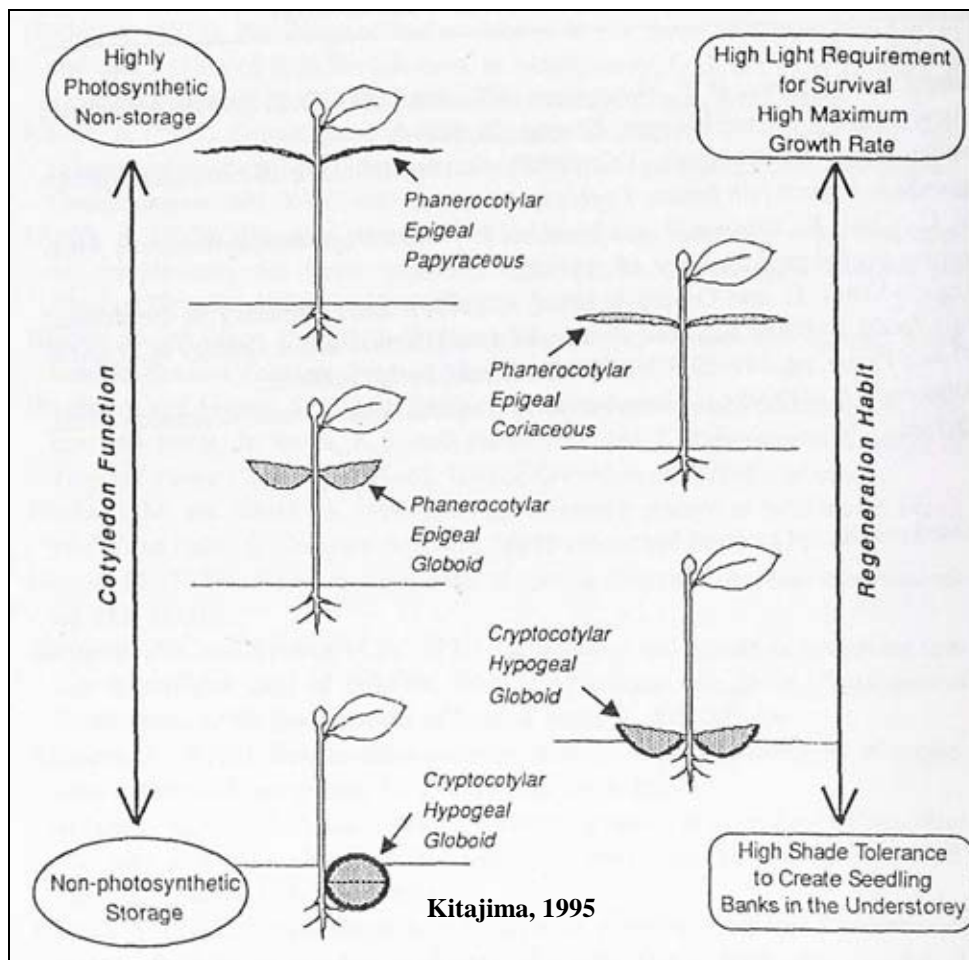 Highly
Photosynthetic
Non-storage
High Light Requirement
for Survival
High Maximum
Growth Rate
Phanerocotylar
Epigeal
Papyraceous
Phanerocotylar
Epigeal
Coriaceous
Cotyledon Function
Regeneration Habit
Phanerocotylar
Epigeal
Globoid
Cryptocotylar
Hypogeal
Globoid
Cryptocotylar
Hypogeal
Globoid
Non-photosynthetic
Storage
Kitajima, 1995
High Shade Tolerance
to Create Seedling
Banks in the Understorey